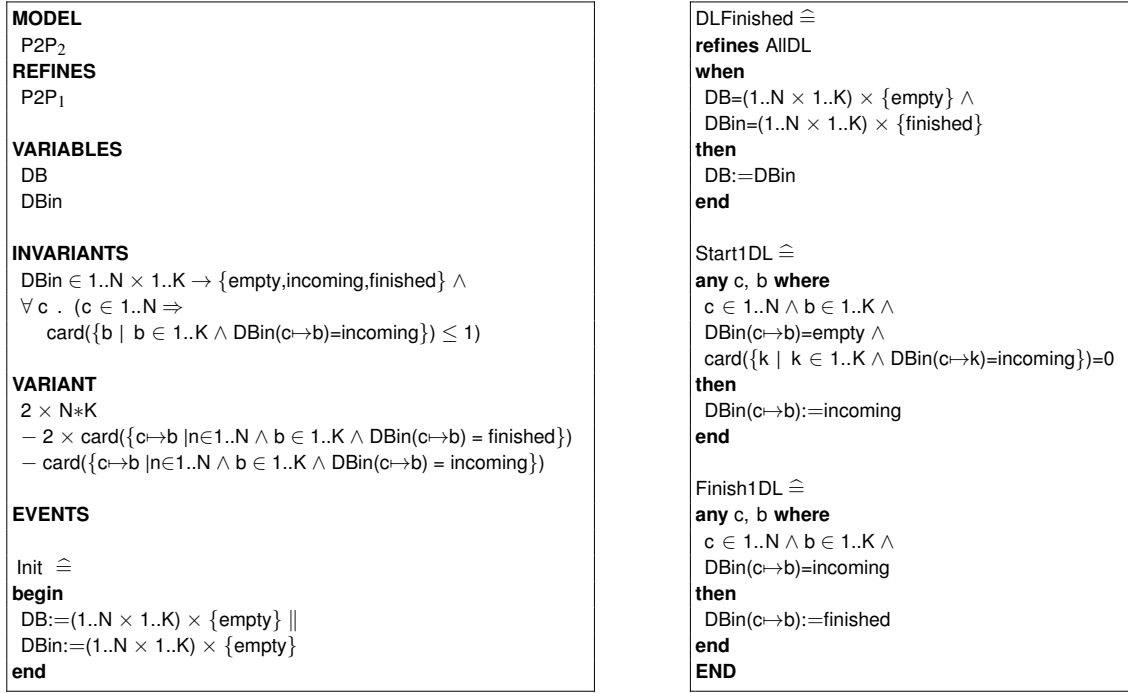 MODEL
P2P₂
REFINES
P2P₁
VARIABLES
DB
DBin
INVARIANTS
DBin ∈ 1..N × 1..K → {empty,incoming,finished} ∧
∀ c . (c ∈ 1..N ⇒
card({b | b ∈ 1..K ∧ DBin(c↦b)=incoming}) ≤ 1)
VARIANT
2 × N∗K
− 2 × card({c↦b |n∈1..N ∧ b ∈ 1..K ∧ DBin(c↦b) = finished})
− card({c↦b |n∈1..N ∧ b ∈ 1..K ∧ DBin(c↦b) = incoming})
EVENTS
Init ≙
begin
DB:=(1..N × 1..K) × {empty} ∥
DBin:=(1..N × 1..K) × {empty}
end
DLFinished ≙
refines AllDL
when
DB=(1..N × 1..K) × {empty} ∧
DBin=(1..N × 1..K) × {finished}
then
DB:=DBin
end
Start1DL ≙
any c, b where
c ∈ 1..N ∧ b ∈ 1..K ∧
DBin(c↦b)=empty ∧
card({k | k ∈ 1..K ∧ DBin(c↦k)=incoming})=0
then
DBin(c↦b):=incoming
end
Finish1DL ≙
any c, b where
c ∈ 1..N ∧ b ∈ 1..K ∧
DBin(c↦b)=incoming
then
DBin(c↦b):=finished
end
END